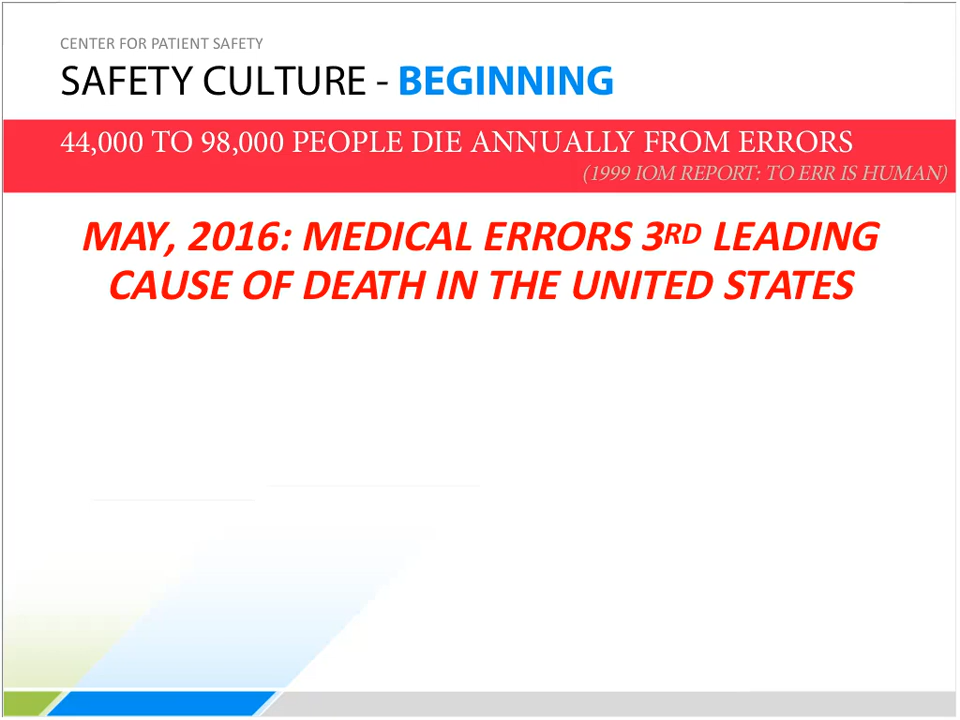 CENTER FOR PATIENT SAFETY
SAFETY CULTURE - BEGINNING
44,000 TO 98,000 PEOPLE DIE ANNUALLY FROM ERRORS
(1999 IOM REPORT: TO ERR IS HUMAN)
MAY, 2016: MEDICAL ERRORS 3RD LEADING
CAUSE OF DEATH IN THE UNITED STATES